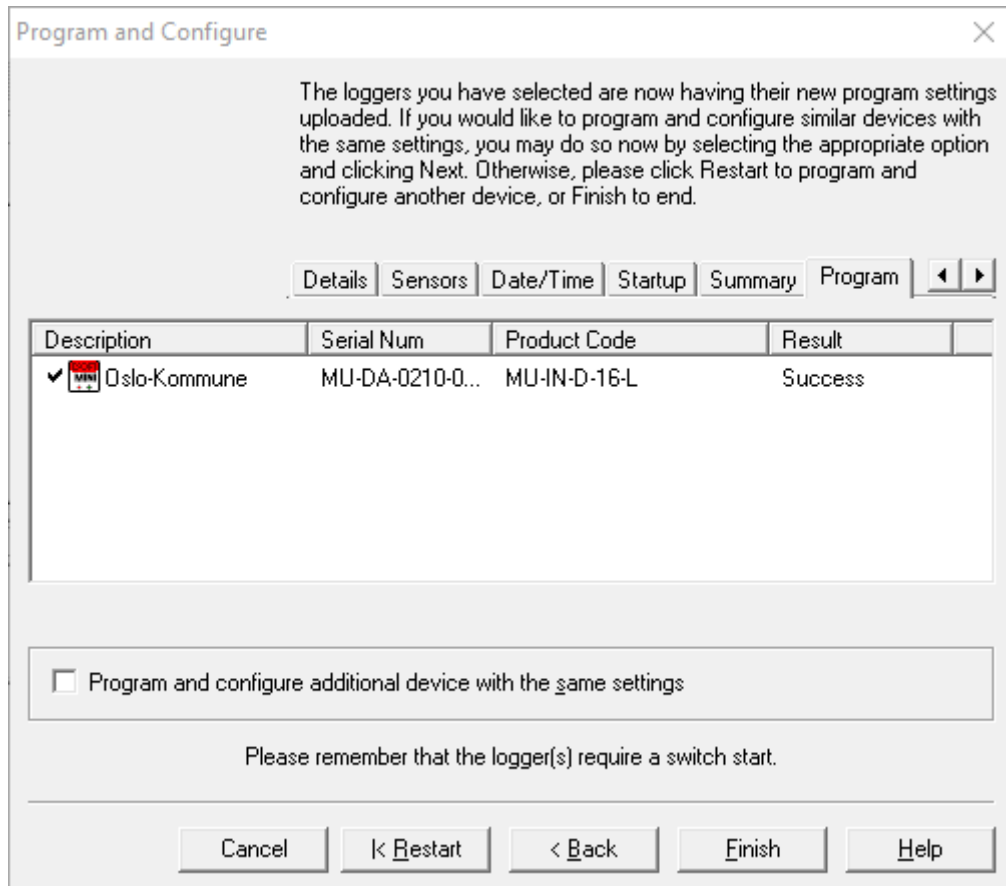 Program and Configure
The loggers you have selected are now having their new program settings
uploaded. If you would like to program and configure similar devices with
the same settings, you may do so now by selecting the appropriate option
and clicking Next. Otherwise, please click Restart to program and
configure another device, or Finish to end.
Details Sensors Date/Time Startup Summary Program
Description Serial Num Product Code Result
MINI Oslo-Kommune MU-DA-0210-0... MU-IN-D-16-L Success
Program and configure additional device with the same settings
Please remember that the logger(s) require a switch start.
Cancel |< Restart < Back Finish Help